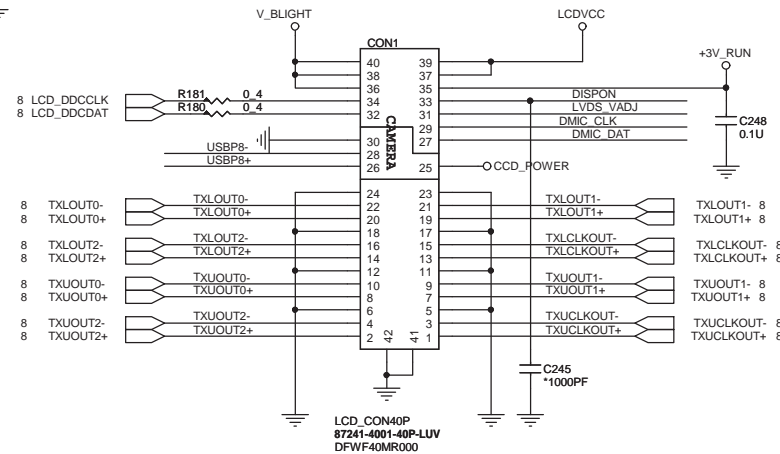 V_BLIGHT
LCDVCC
CON1
+3V_RUN
40 39
38 37
36 35
8 LCD_DDCCLK R181 0_4 34 33 DISPON
8 LCD_DDCDAT R180 0_4 32 31 LVDS_VADJ
29 DMIC_CLK
30 27 DMIC_DAT
C248
0.1U
CAMERA
USBP8- 28
USBP8+ 26 25 CCD_POWER
24 23
8 TXLOUT0- TXLOUT0- 22 21 TXLOUT1- TXLOUT1- 8
8 TXLOUT0+ TXLOUT0+ 20 19 TXLOUT1+ TXLOUT1+ 8
18 17
8 TXLOUT2- TXLOUT2- 16 15 TXLCLKOUT- TXLCLKOUT- 8
8 TXLOUT2+ TXLOUT2+ 14 13 TXLCLKOUT+ TXLCLKOUT+ 8
12 11
8 TXUOUT0- TXUOUT0- 10 9 TXUOUT1- TXUOUT1- 8
8 TXUOUT0+ TXUOUT0+ 8 7 TXUOUT1+ TXUOUT1+ 8
6 5
8 TXUOUT2- TXUOUT2- 4 3 TXUCLKOUT- TXUCLKOUT- 8
8 TXUOUT2+ TXUOUT2+ 2 1 TXUCLKOUT+ TXUCLKOUT+ 8
42 41
C245
*1000PF
LCD_CON40P
87241-4001-40P-LUV
DFWF40MR000